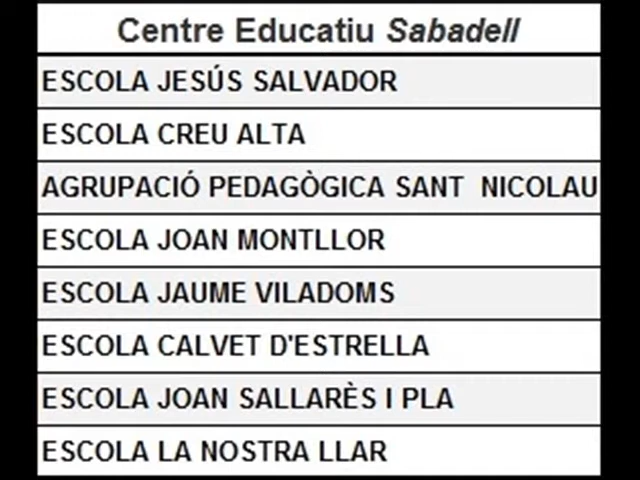 Centre Educatiu Sabadell
ESCOLA JESÚS SALVADOR
ESCOLA CREU ALTA
AGRUPACIÓ PEDAGÒGICA SANT NICOLAU
ESCOLA JOAN MONTLLOR
ESCOLA JAUME VILADOMS
ESCOLA CALVET D'ESTRELLA
ESCOLA JOAN SALLARÈS I PLA
ESCOLA LA NOSTRA LLAR